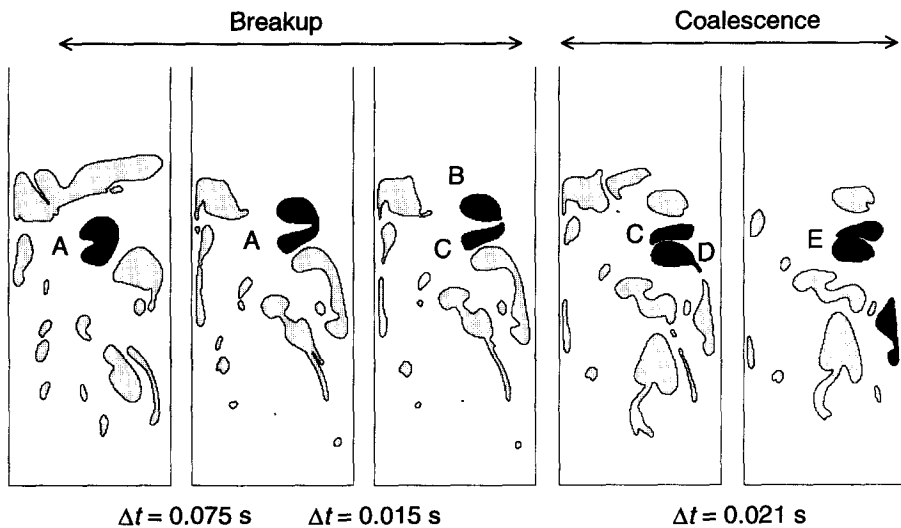 Breakup Coalescence
A
A
B
C
C
D
E
Δt = 0.075 s Δt = 0.015 s Δt = 0.021 s